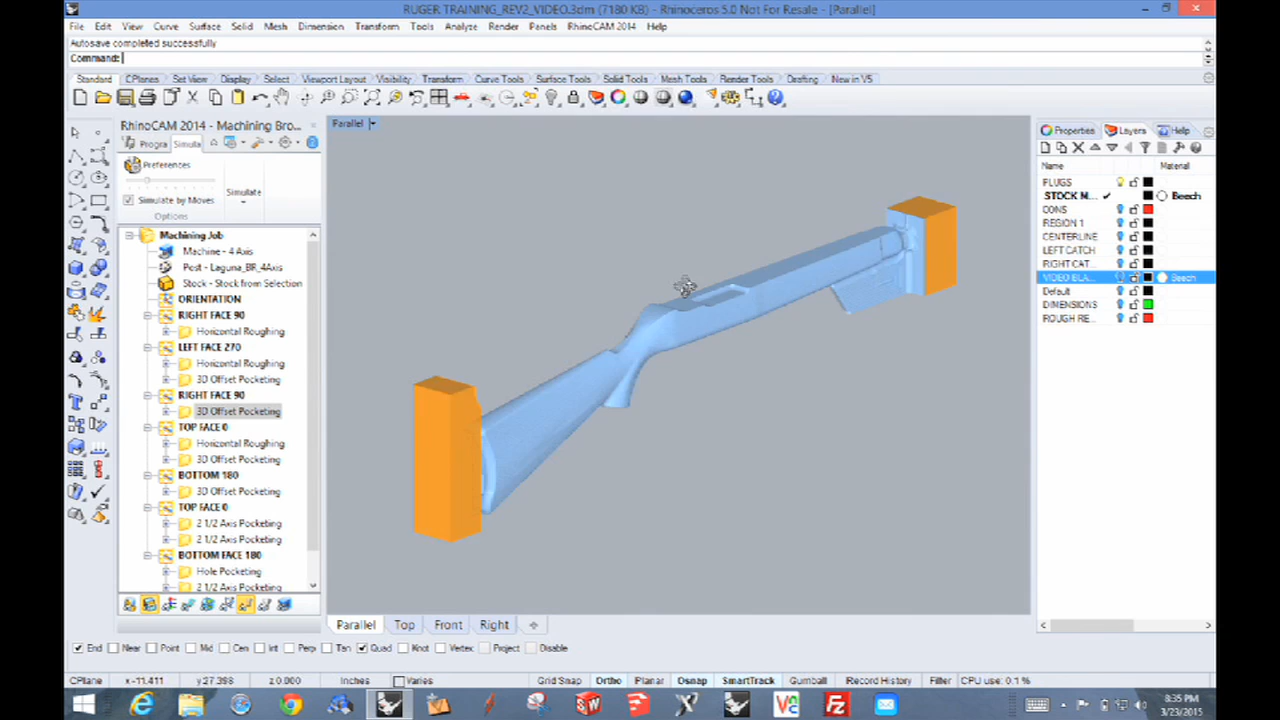 RUGER TRAINING_REV2_VIDEO.3dm (7180 KB) - Rhinoceros 5.0 Not For Resale - [Parallel]
File Edit View Curve Surface Solid Mesh Dimension Transform Tools Analyze Render Panels RhinoCAM 2014 Help
Autosave completed successfully
Command:
Standard CPlanes Set View Display Select Viewport Layout Visibility Transform Curve Tools Surface Tools Solid Tools Mesh Tools Render Tools Drafting New in V5
RhinoCAM 2014 - Machining Bro...
Progra Simula
Preferences
Simulate
Simulate by Moves
Options
Machining Job
Machine - 4 Axis
Post - Laguna_BR_4Axis
Stock - Stock from Selection
ORIENTATION
RIGHT FACE 90
Horizontal Roughing
LEFT FACE 270
Horizontal Roughing
3D Offset Pocketing
RIGHT FACE 90
3D Offset Pocketing
TOP FACE 0
Horizontal Roughing
3D Offset Pocketing
BOTTOM 180
3D Offset Pocketing
TOP FACE 0
2 1/2 Axis Pocketing
2 1/2 Axis Pocketing
BOTTOM FACE 180
Hole Pocketing
2 1/2 Axis Pocketing
Parallel
Properties Layers Help
Name Material
PLUGS
STOCK M... Beech
CONS
REGION 1
CENTERLINE
LEFT CATCH
RIGHT CAT...
VIDEO BLA... Beech
Default
DIMENSIONS
ROUGH RE...
Parallel Top Front Right
End Near Point Mid Cen Int Perp Tan Quad Knot Vertex Project Disable
CPlane x-11.411 y:27.398 z:0.000 Inches Varies Grid Snap Ortho Planar Osnap SmartTrack Gumball Record History Filter CPU use: 0.1 %
8:35 PM
3/23/2015